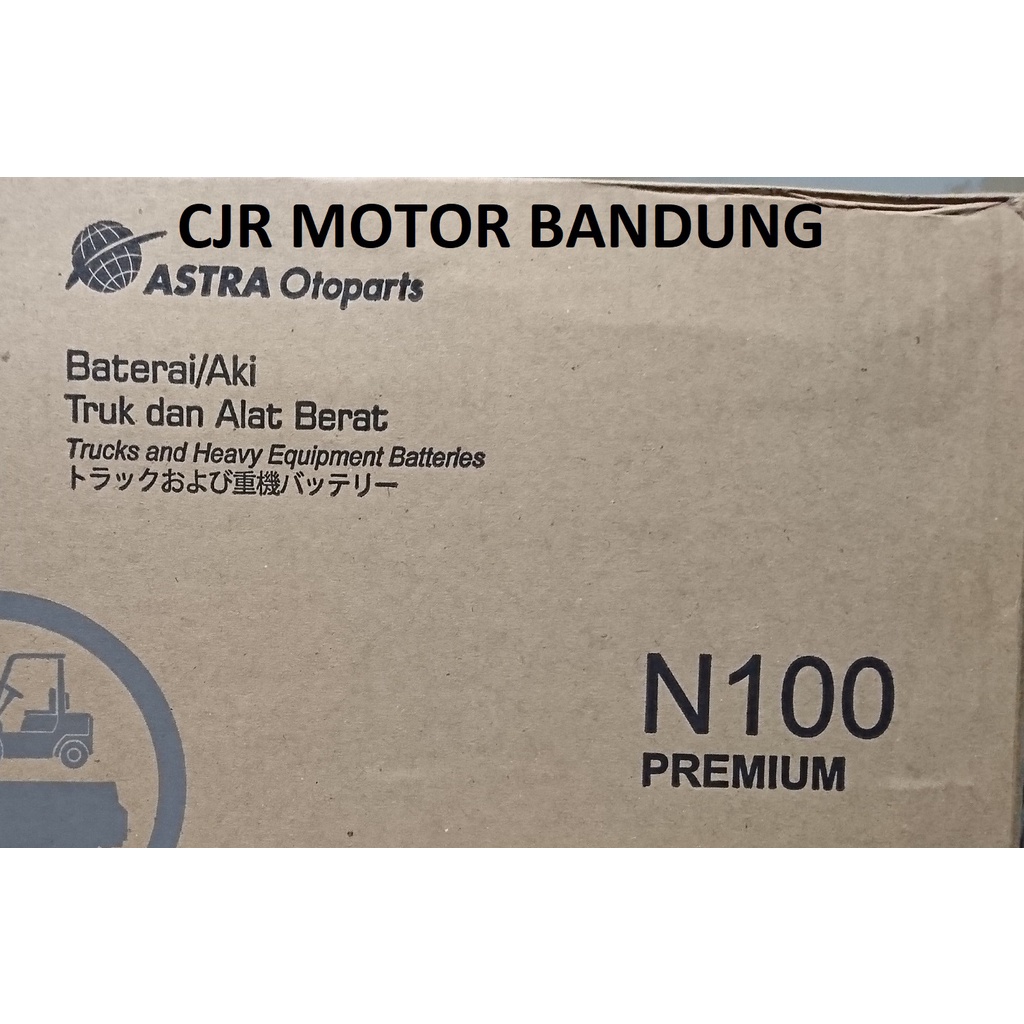 CJR MOTOR BANDUNG
ASTRA Otoparts
Baterai/Aki
Truk dan Alat Berat
Trucks and Heavy Equipment Batteries
トラックおよび重機バッテリー
N100
PREMIUM